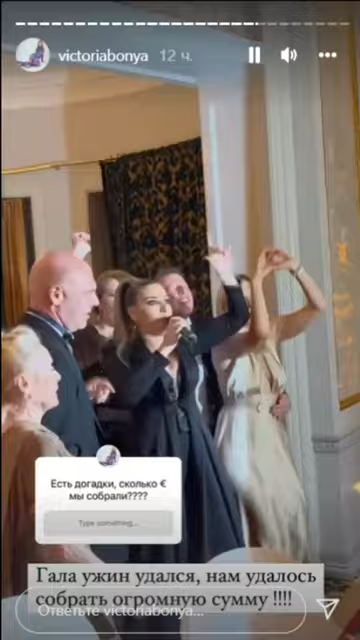 victoriabonya 12 ч.
Есть догадки, сколько €
мы собрали????
Type something...
Гала ужин удался, нам удалось
собрать огромную сумму !!!!
Ответьте victoriabonya...